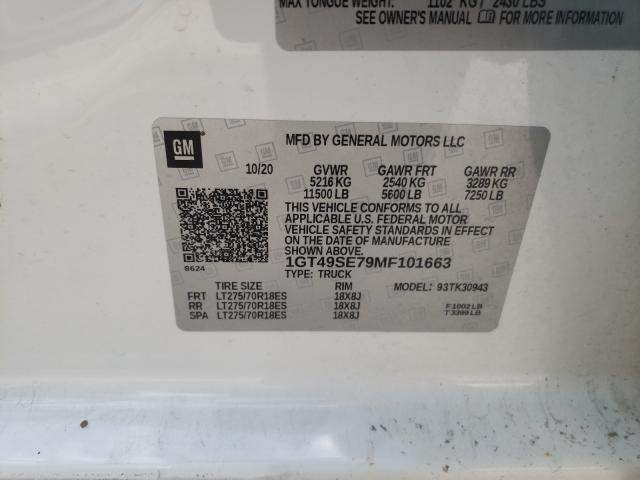 MAX TONGUE WEIGHT: 1102 KG 2430 LBS
SEE OWNER'S MANUAL FOR MORE INFORMATION
GM
MFD BY GENERAL MOTORS LLC
10/20 GVWR GAWR FRT GAWR RR
5216 KG 2540 KG 3289 KG
11500 LB 5600 LB 7250 LB
THIS VEHICLE CONFORMS TO ALL
APPLICABLE U.S. FEDERAL MOTOR
VEHICLE SAFETY STANDARDS IN EFFECT
ON THE DATE OF MANUFACTURE
SHOWN ABOVE.
8624
1GT49SE79MF101663
TYPE: TRUCK
TIRE SIZE RIM MODEL: 93TK30943
FRT LT275/70R18ES 18X8J
RR LT275/70R18ES 18X8J F1002 LB
SPA LT275/70R18ES 18X8J T3399 LB